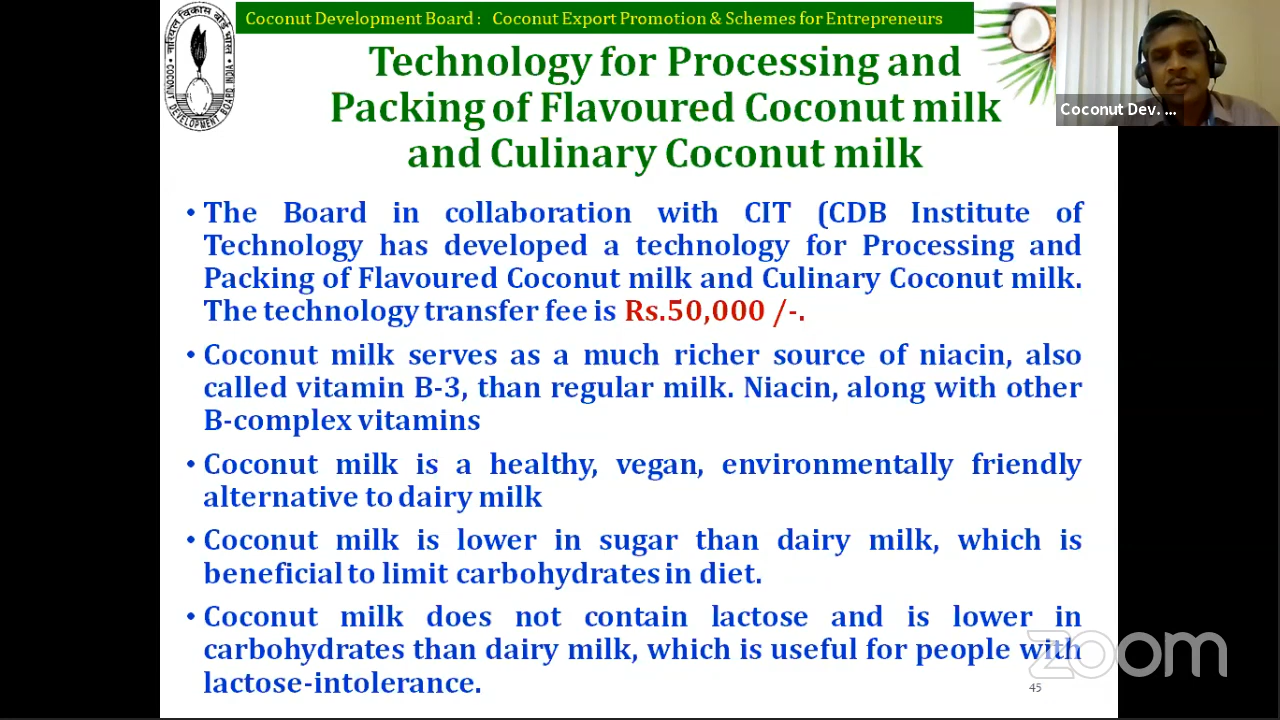 Coconut Development Board : Coconut Export Promotion & Schemes for Entrepreneurs
नारियल विकास बोर्ड भारत
COCONUT DEVELOPMENT BOARD INDIA
Technology for Processing and
Packing of Flavoured Coconut milk
and Culinary Coconut milk
Coconut Dev. ...
• The Board in collaboration with CIT (CDB Institute of
Technology has developed a technology for Processing and
Packing of Flavoured Coconut milk and Culinary Coconut milk.
The technology transfer fee is Rs.50,000 /-.
• Coconut milk serves as a much richer source of niacin, also
called vitamin B-3, than regular milk. Niacin, along with other
B-complex vitamins
• Coconut milk is a healthy, vegan, environmentally friendly
alternative to dairy milk
• Coconut milk is lower in sugar than dairy milk, which is
beneficial to limit carbohydrates in diet.
• Coconut milk does not contain lactose and is lower in
carbohydrates than dairy milk, which is useful for people with
lactose-intolerance.
zoom
45